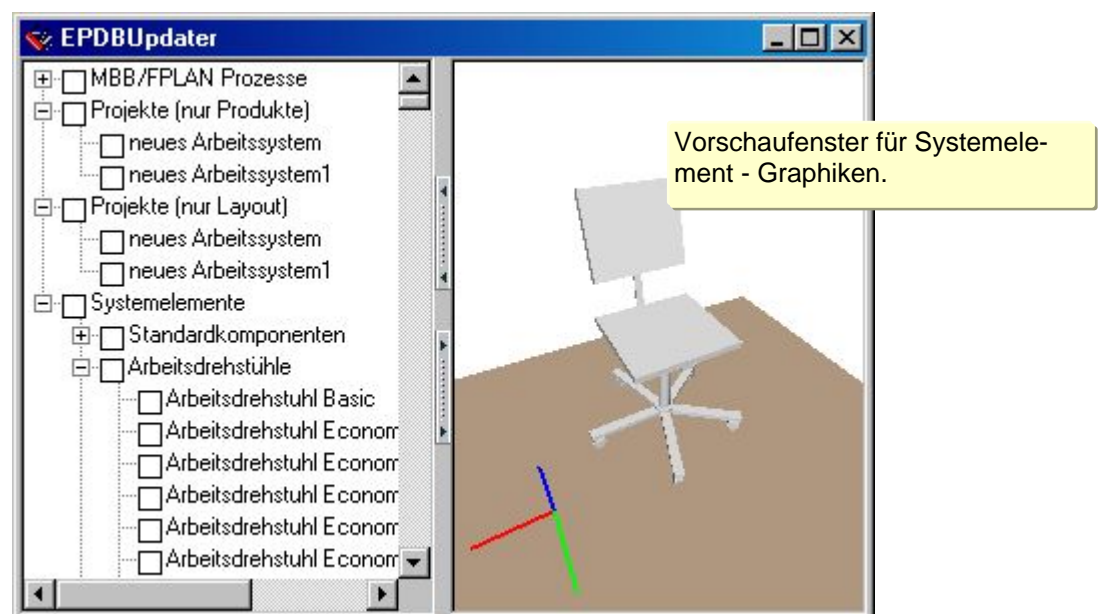 EPDBUpdater
MBB/FPLAN Prozesse
Projekte (nur Produkte)
neues Arbeitssystem
neues Arbeitssystem1
Projekte (nur Layout)
neues Arbeitssystem
neues Arbeitssystem1
Systemelemente
Standardkomponenten
Arbeitsdrehstühle
Arbeitsdrehstuhl Basic
Arbeitsdrehstuhl Econom
Arbeitsdrehstuhl Econom
Arbeitsdrehstuhl Econom
Arbeitsdrehstuhl Econom
Arbeitsdrehstuhl Econom
Vorschaufenster für Systemele-
ment - Graphiken.